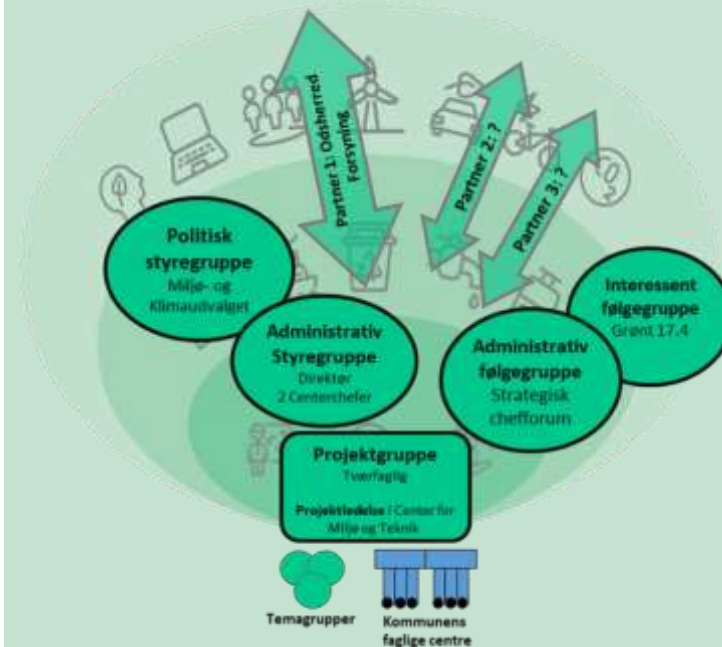 Partner 1: Odsherred
Forsyning
Partner 2: ?
Partner 3: ?
Politisk
styregruppe
Miljø- og
Klimaudvalget
Administrativ
Styregruppe
Direktør
2 Centerchefer
Administrativ
følgegruppe
Strategisk
chefforum
Interessent
følgegruppe
Grønt 17.4
Projektgruppe
Tværfaglig
Projektledelse i Center for
Miljø og Teknik
Temagrupper
Kommunens
faglige centre